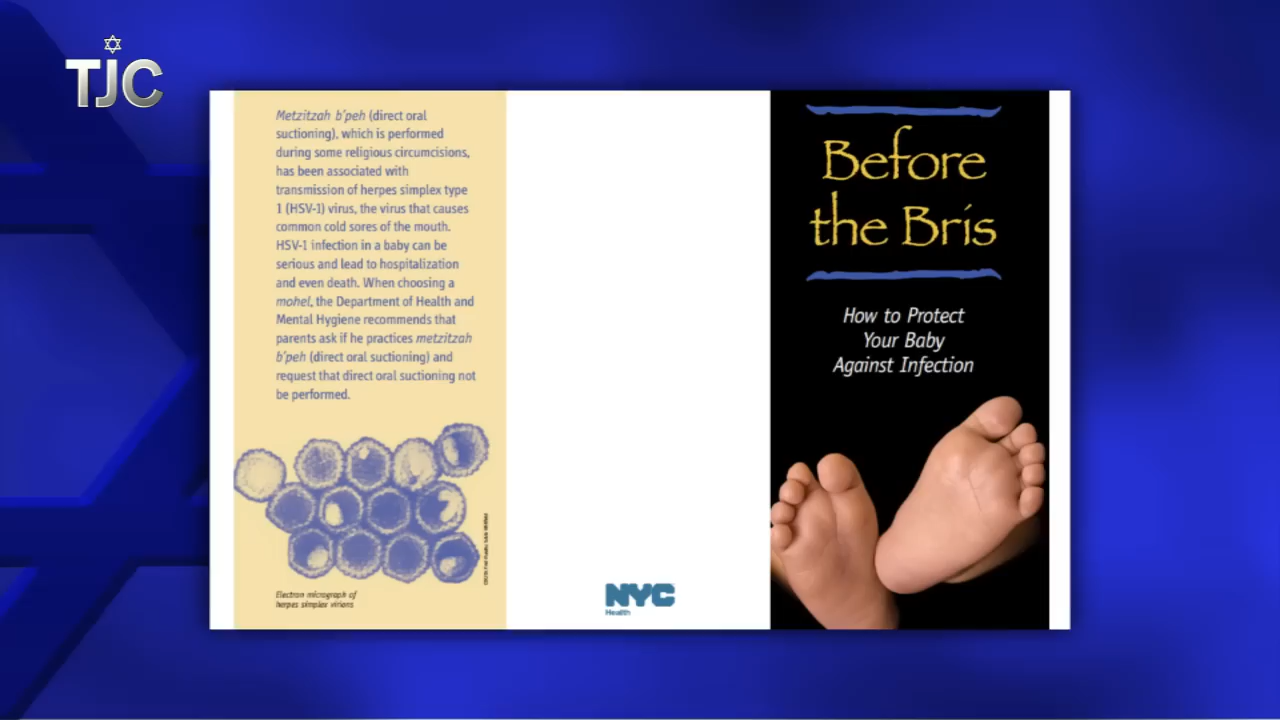 TJC
Metzitzah b'peh (direct oral
suctioning), which is performed
during some religious circumcisions,
has been associated with
transmission of herpes simplex type
1 (HSV-1) virus, the virus that causes
common cold sores of the mouth.
HSV-1 infection in a baby can be
serious and lead to hospitalization
and even death. When choosing a
mohel, the Department of Health and
Mental Hygiene recommends that
parents ask if he practices metzitzah
b'peh (direct oral suctioning) and
request that direct oral suctioning not
be performed.
Electron micrograph of
herpes simplex virions
NYC
Health
Before
the Bris
How to Protect
Your Baby
Against Infection